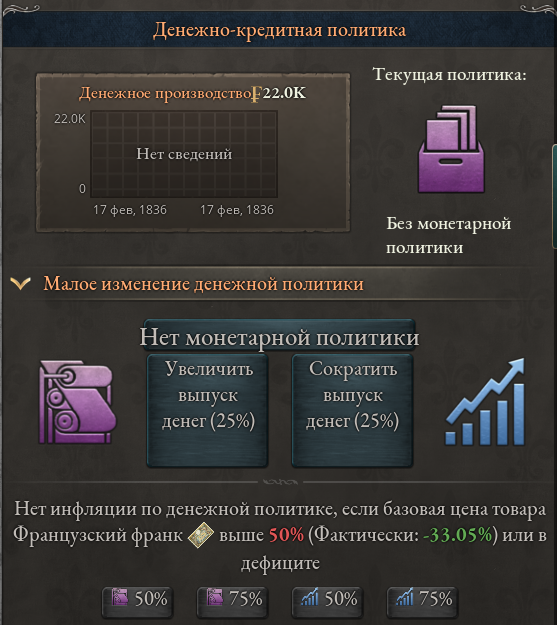 Денежно-кредитная политика
Текущая политика:
Денежное производство₣22.0K
22.0K
Нет сведений
0
17 фев, 1836 17 фев, 1836
Без монетарной
политики
Малое изменение денежной политики
Нет монетарной политики
Увеличить
выпуск
денег (25%)
Сократить
выпуск
денег (25%)
Нет инфляции по денежной политике, если базовая цена товара
Французский франк выше 50% (Фактически: -33.05%) или в
дефиците
50% 75% 50% 75%